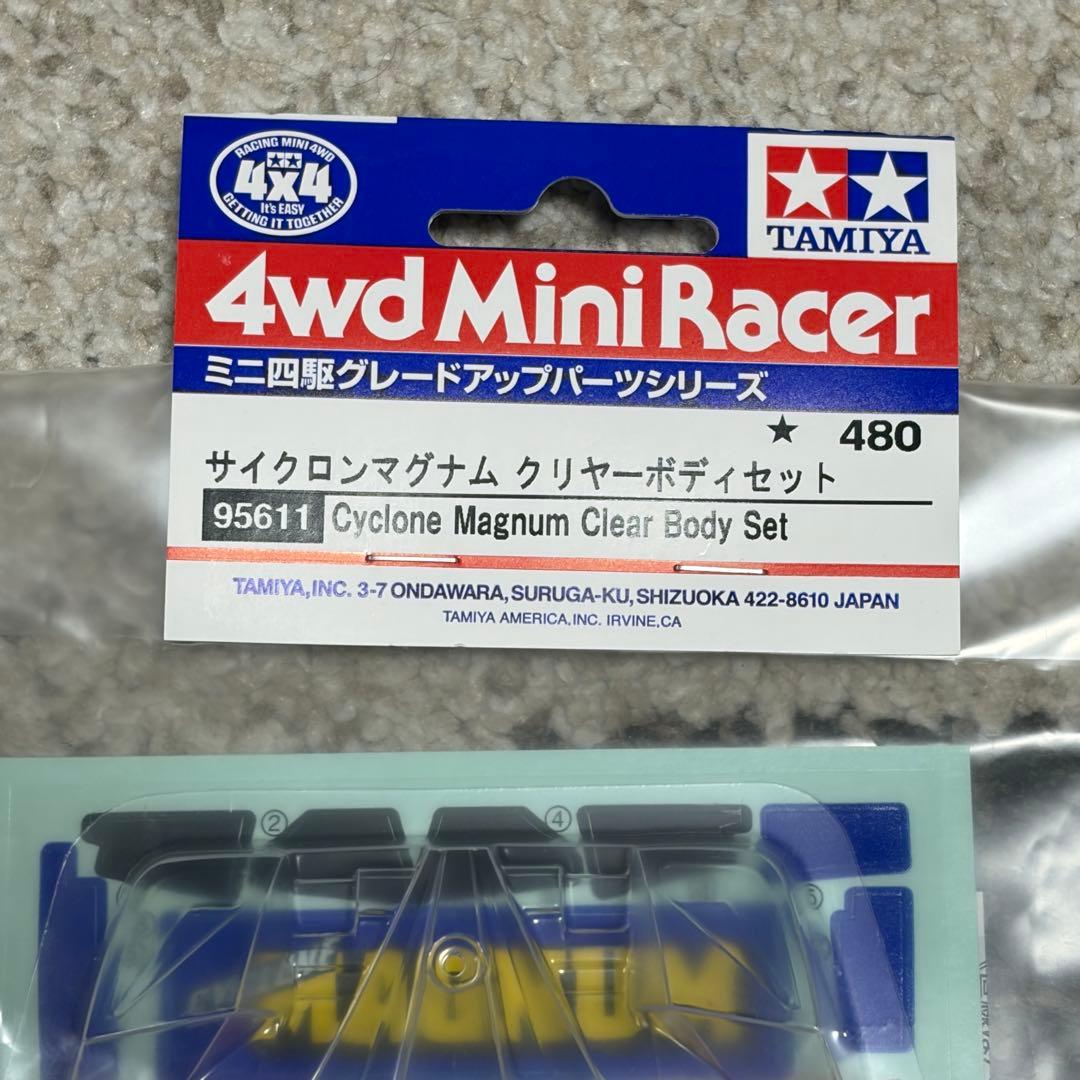 RACING MINI 4WD
4x4
It's EASY
GETTING IT TOGETHER
TAMIYA
4wd Mini Racer
ミニ四駆グレードアップパーツシリーズ
★ 480
サイクロンマグナム クリヤーボディセット
95611 Cyclone Magnum Clear Body Set
TAMIYA,INC. 3-7 ONDAWARA, SURUGA-KU, SHIZUOKA 422-8610 JAPAN
TAMIYA AMERICA,INC. IRVINE,CA
② ④
MAGNUM